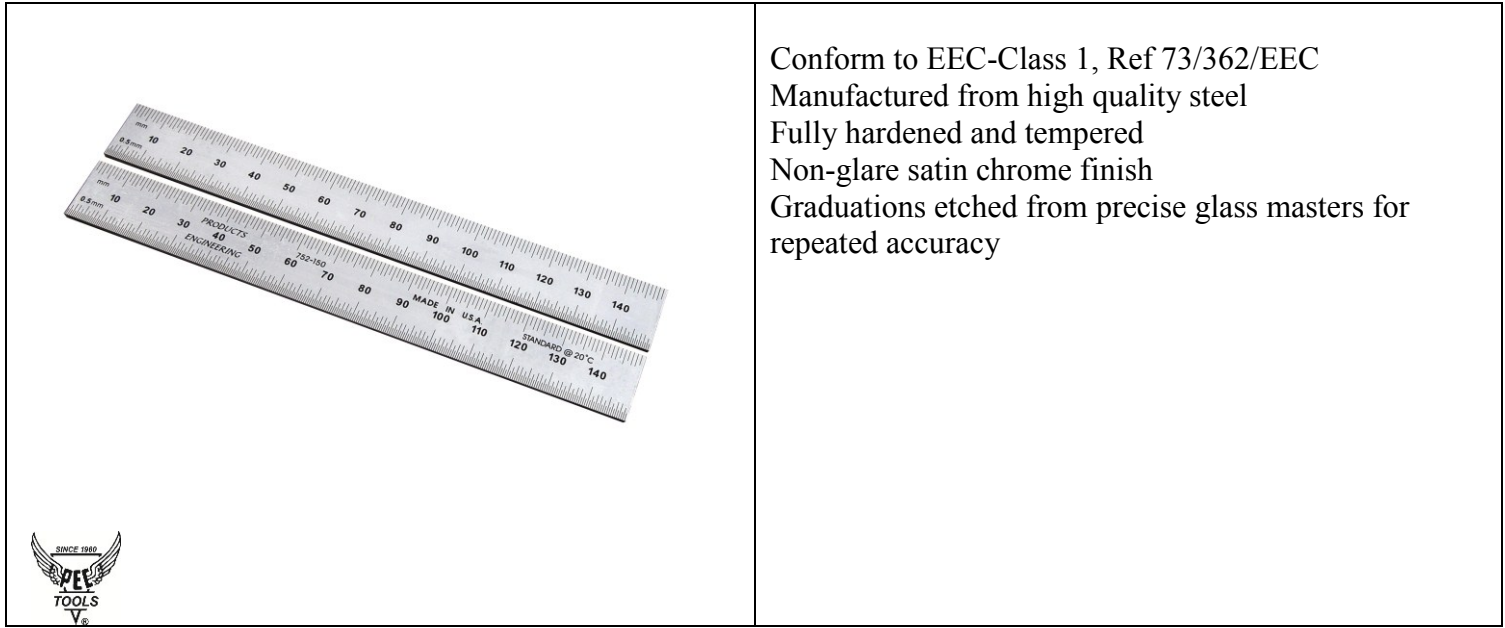 mm 10 20 30 40 50 60 70 80 90 100 110 120 130 140
0.5mm
mm 10 20 30 40 50 60 70 80 90 100 110 120 130 140
0.5mm
PRODUCTS
ENGINEERING
752-150
MADE IN U.S.A.
STANDARD @ 20°C
SINCE 1960
PEE
TOOLS
®
Conform to EEC-Class 1, Ref 73/362/EEC
Manufactured from high quality steel
Fully hardened and tempered
Non-glare satin chrome finish
Graduations etched from precise glass masters for
repeated accuracy